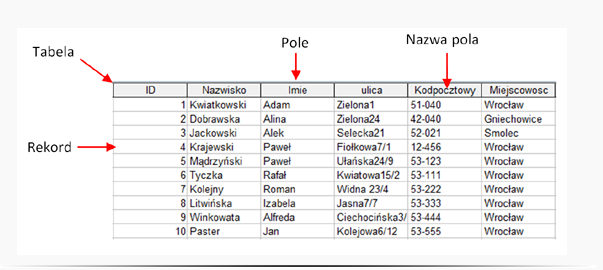 Tabela
Pole
Nazwa pola
ID Nazwisko Imie ulica Kodpocztowy Miejscowosc
1 Kwiatkowski Adam Zielona1 51-040 Wrocław
2 Dobrawska Alina Zielona24 42-040 Gniechowice
3 Jackowski Alek Selecka21 52-021 Smolec
Rekord
4 Krajewski Paweł Fiołkowa7/1 12-456 Wrocław
5 Mądrzyński Paweł Ułańska24/9 53-123 Wrocław
6 Tyczka Rafał Kwiatowa15/2 53-111 Wrocław
7 Kolejny Roman Widna 23/4 53-222 Wrocław
8 Litwińska Izabela Jasna7/7 53-333 Wrocław
9 Winkowata Alfreda Ciechocińska3/ 53-444 Wrocław
10 Paster Jan Kolejowa6/12 53-555 Wrocław